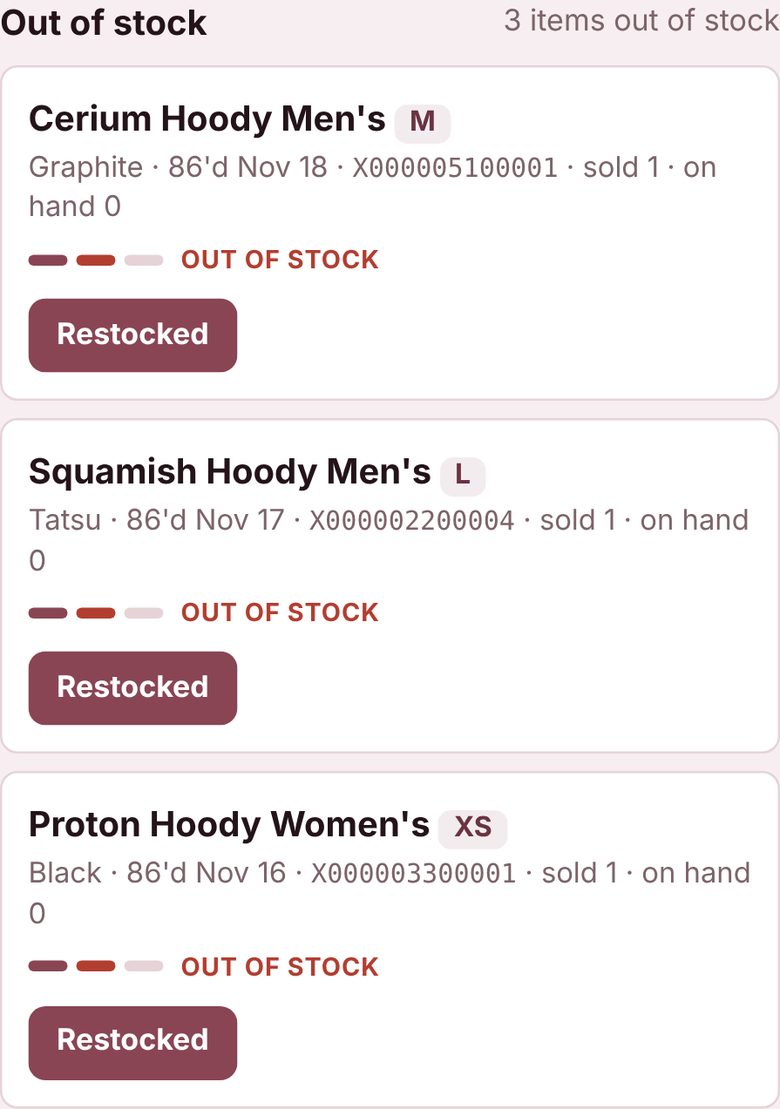 Out of stock
3 items out of stock
Cerium Hoody Men's M
Graphite · 86'd Nov 18 · X000005100001 · sold 1 · on
hand 0
OUT OF STOCK
Restocked
Squamish Hoody Men's L
Tatsu · 86'd Nov 17 · X000002200004 · sold 1 · on hand
0
OUT OF STOCK
Restocked
Proton Hoody Women's XS
Black · 86'd Nov 16 · X000003300001 · sold 1 · on hand
0
OUT OF STOCK
Restocked